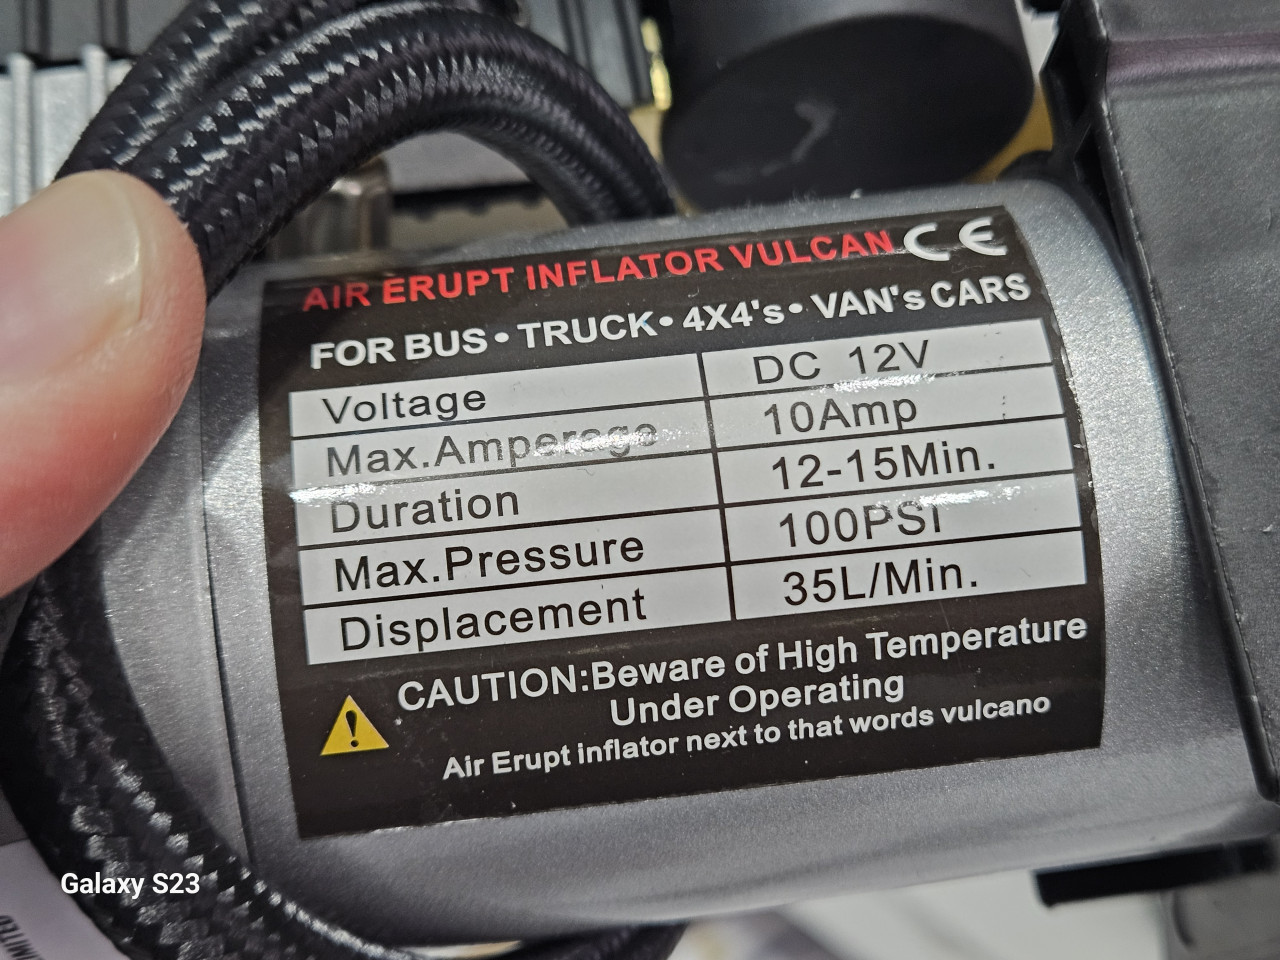 AIR ERUPT INFLATOR VULCAN CE
FOR BUS • TRUCK • 4X4's • VAN's CARS
Voltage DC 12V
Max.Amperage 10Amp
Duration 12-15Min.
Max.Pressure 100PSI
Displacement 35L/Min.
CAUTION:Beware of High Temperature
Under Operating
Air Erupt inflator next to that words vulcano
Galaxy S23